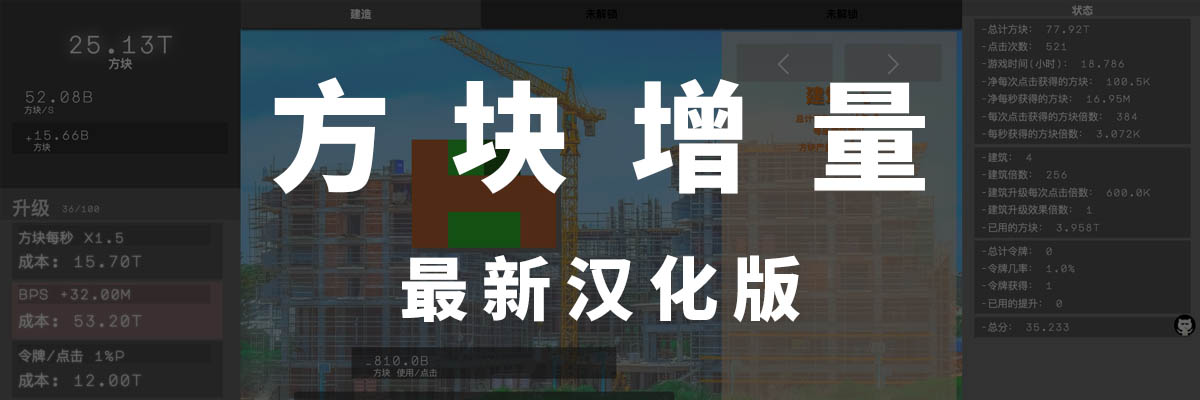 25.13T
方块
52.08B
方块/S
+15.66B
方块
升级 36/100
方块每秒 X1.5
成本: 15.70T
BPS +32.00M
成本: 53.20T
令牌/点击 1%P
成本: 12.00T
建造 未解锁 未解锁
方块增量
最新汉化版
-810.0B
方块 使用/点击
状态
-总计方块: 77.92T
-点击次数: 521
-游戏时间(小时): 18.786
-净每次点击获得的方块: 100.5K
-净每秒获得的方块: 16.95M
-每次点击获得的方块倍数: 384
-每秒获得的方块倍数: 3.072K
-建筑: 4
-建筑倍数: 256
-建筑升级每次点击倍数: 600.0K
-建筑升级效果倍数: 1
-已用的方块: 3.958T
-总计令牌: 0
-令牌几率: 1.0%
-令牌获得: 1
-已用的提升: 0
-总分: 35.233